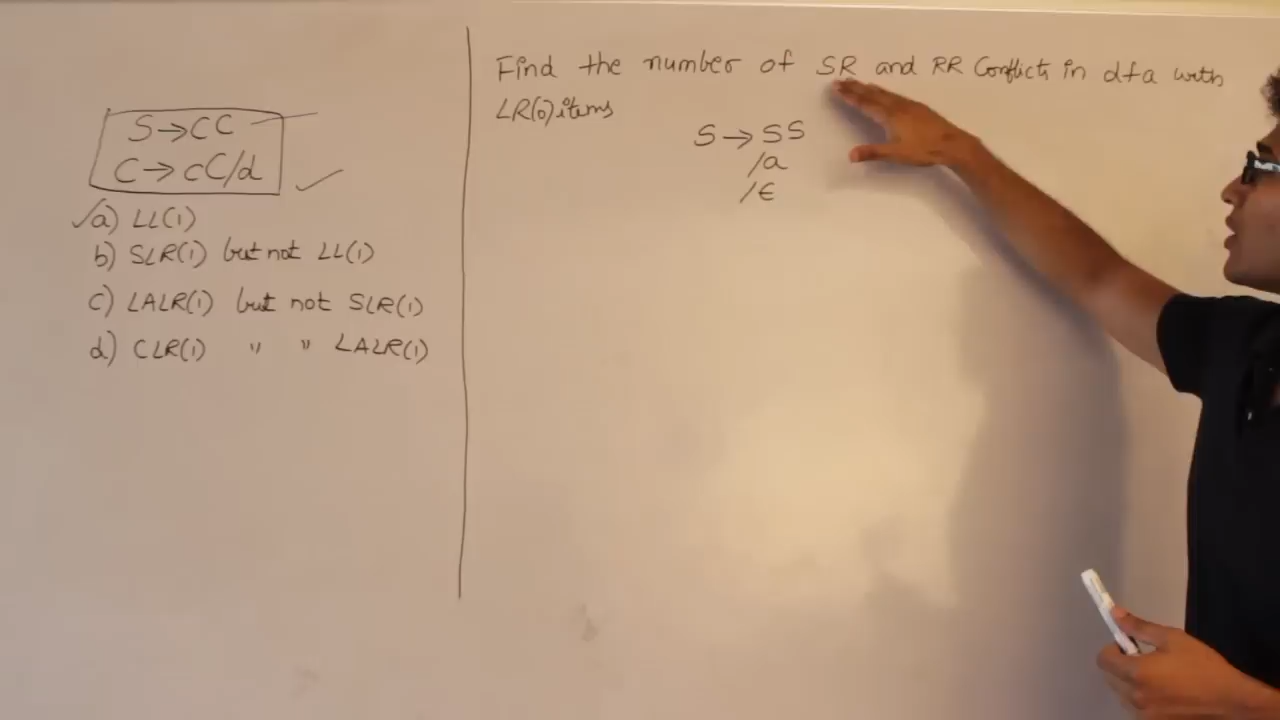 S→CC
C→cC/d
a) LL(1)
b) SLR(1) but not LL(1)
c) LALR(1) but not SLR(1)
d) CLR(1) " " LALR(1)
Find the number of SR and RR Conflicts in dfa with
LR(0) items
S→SS
/a
/ε